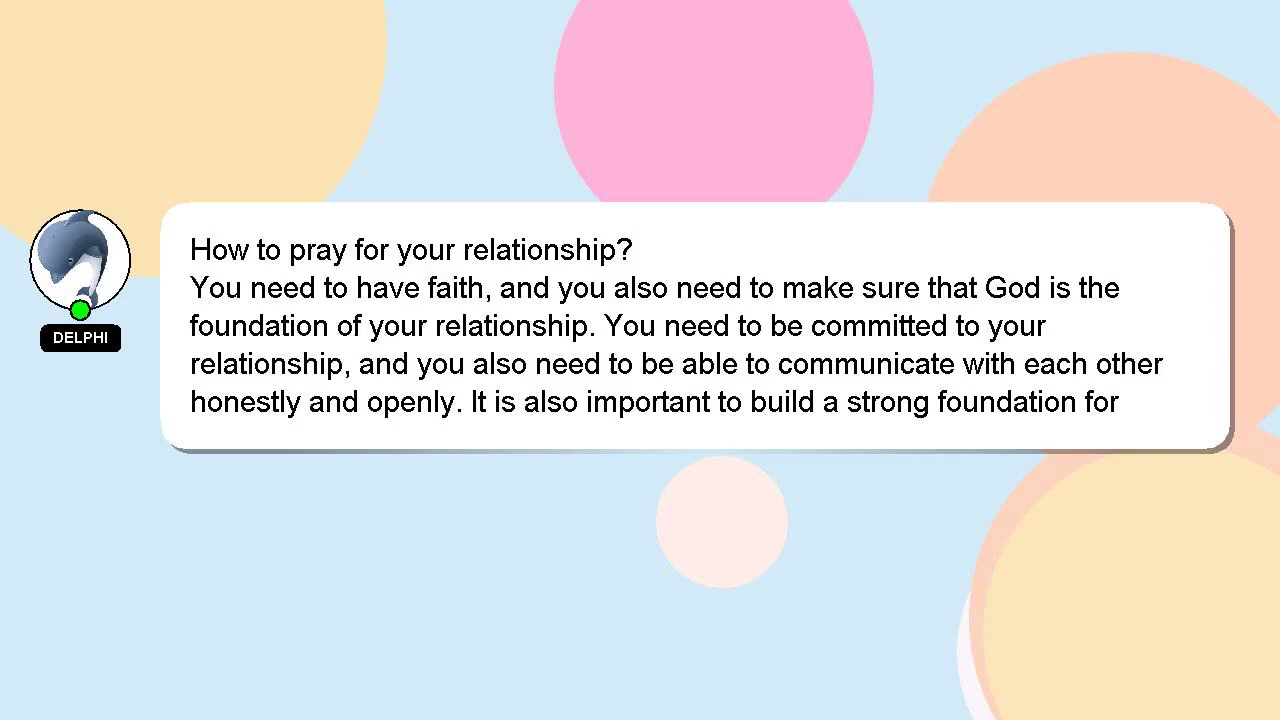 How to pray for your relationship?
You need to have faith, and you also need to make sure that God is the
foundation of your relationship. You need to be committed to your
relationship, and you also need to be able to communicate with each other
honestly and openly. It is also important to build a strong foundation for
DELPHI